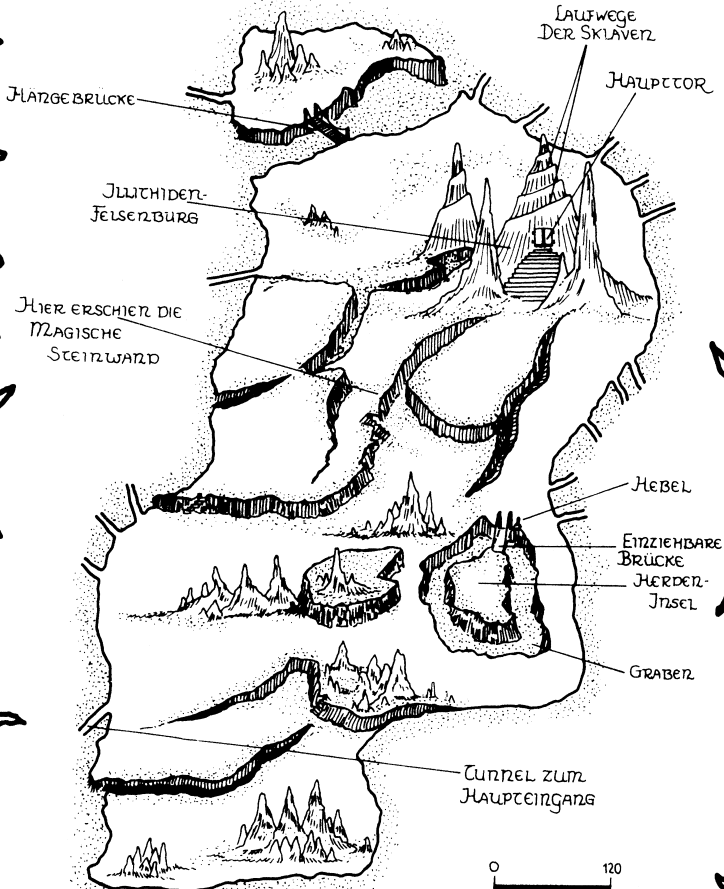 LAUFWEGE
DER SKLAVEN
HAUPTTOR
HÄNGEBRÜCKE
ILLITHIDEN-
FELSENBURG
HIER ERSCHIEN DIE
MAGISCHE
STEINWAND
HEBEL
EINZIEHBARE
BRÜCKE
HERDEN-
INSEL
GRABEN
TUNNEL ZUM
HAUPTEINGANG
0 120